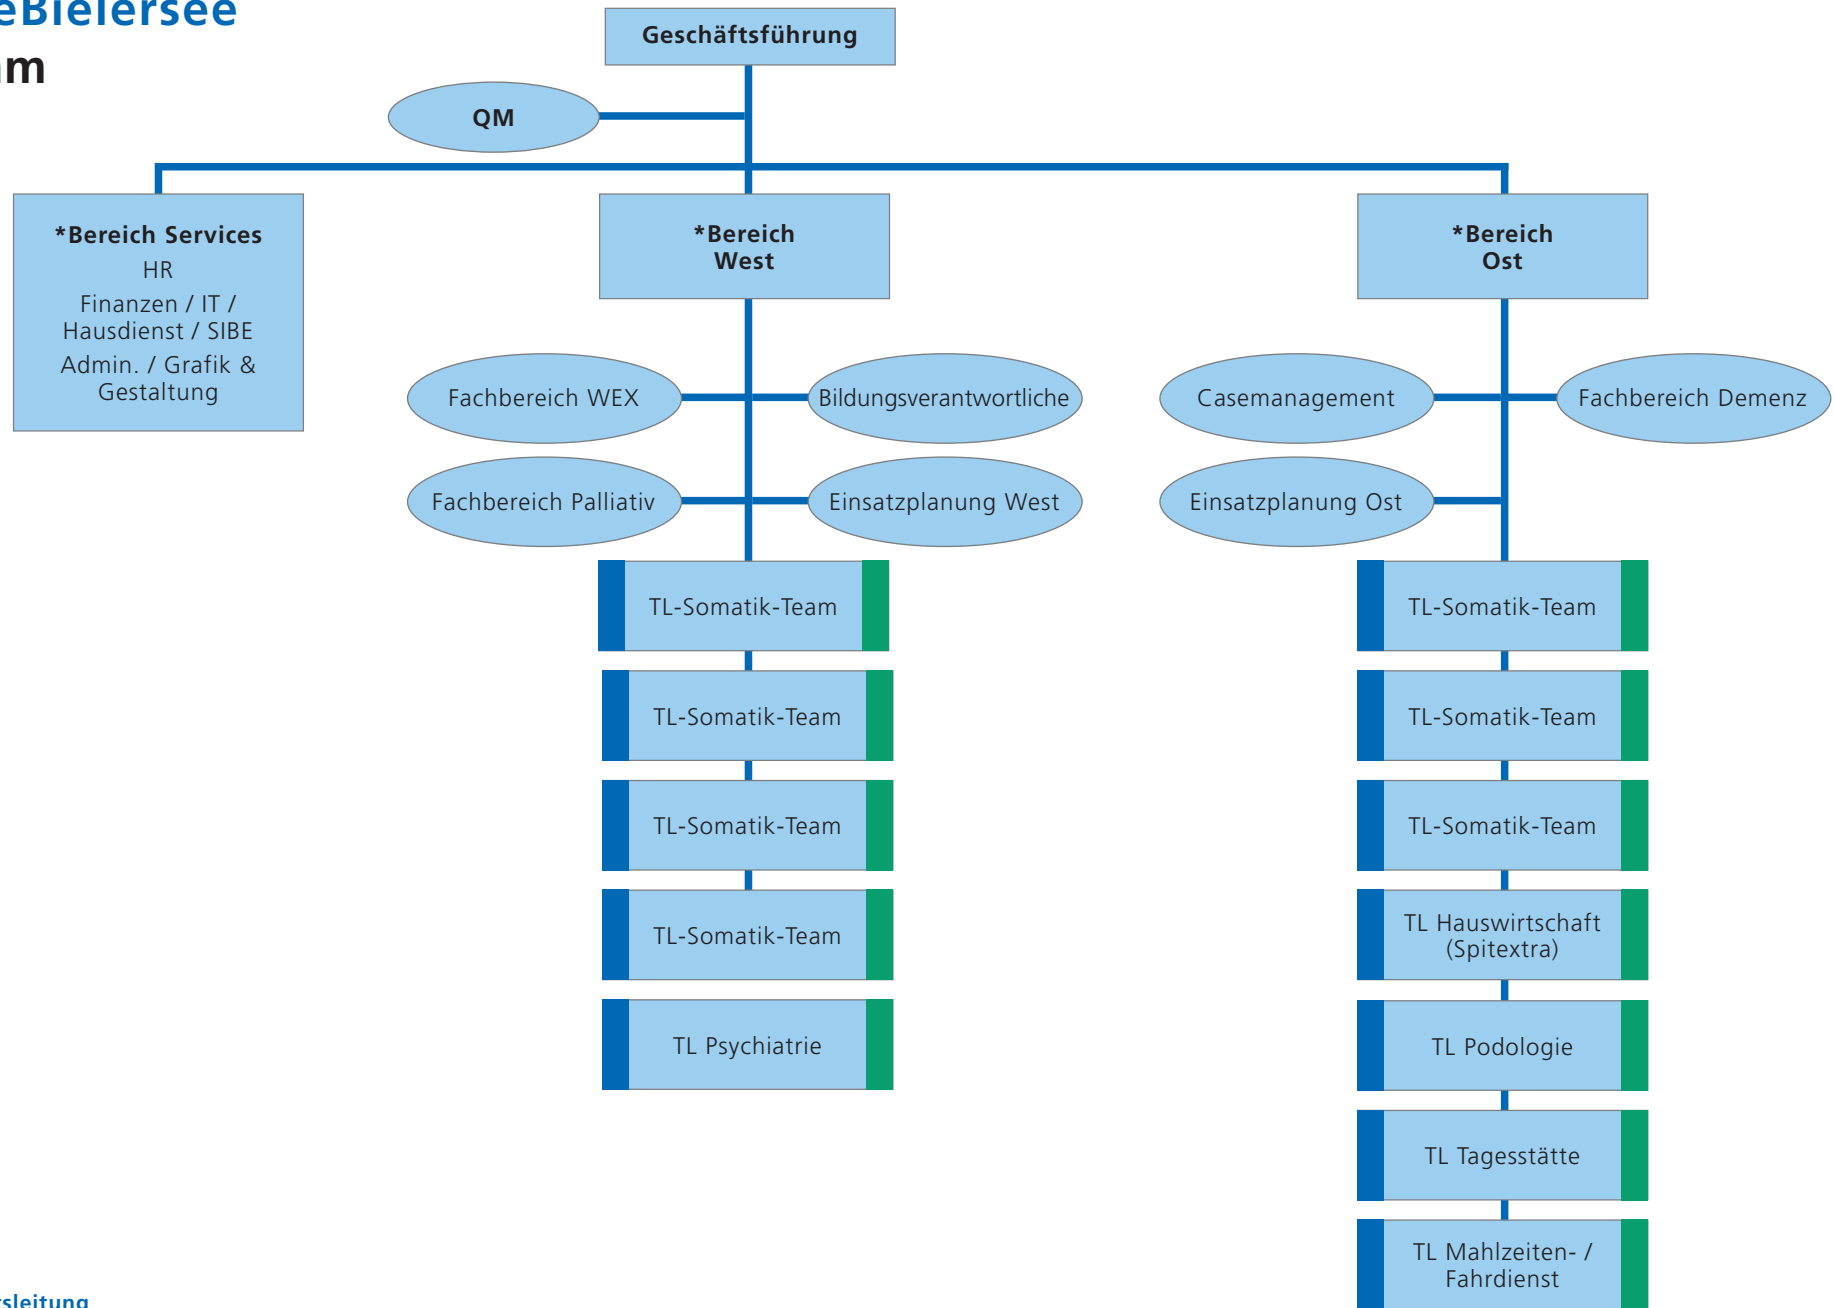 eBielersee
Geschäftsführung
QM
*Bereich Services
HR
Finanzen / IT /
Hausdienst / SIBE
Admin. / Grafik &
Gestaltung
*Bereich
West
*Bereich
Ost
Fachbereich WEX
Bildungsverantwortliche
Casemanagement
Fachbereich Demenz
Fachbereich Palliativ
Einsatzplanung West
Einsatzplanung Ost
TL-Somatik-Team
TL-Somatik-Team
TL-Somatik-Team
TL-Somatik-Team
TL Psychiatrie
TL-Somatik-Team
TL-Somatik-Team
TL-Somatik-Team
TL Hauswirtschaft
(Spitextra)
TL Podologie
TL Tagesstätte
TL Mahlzeiten- /
Fahrdienst
sleitung